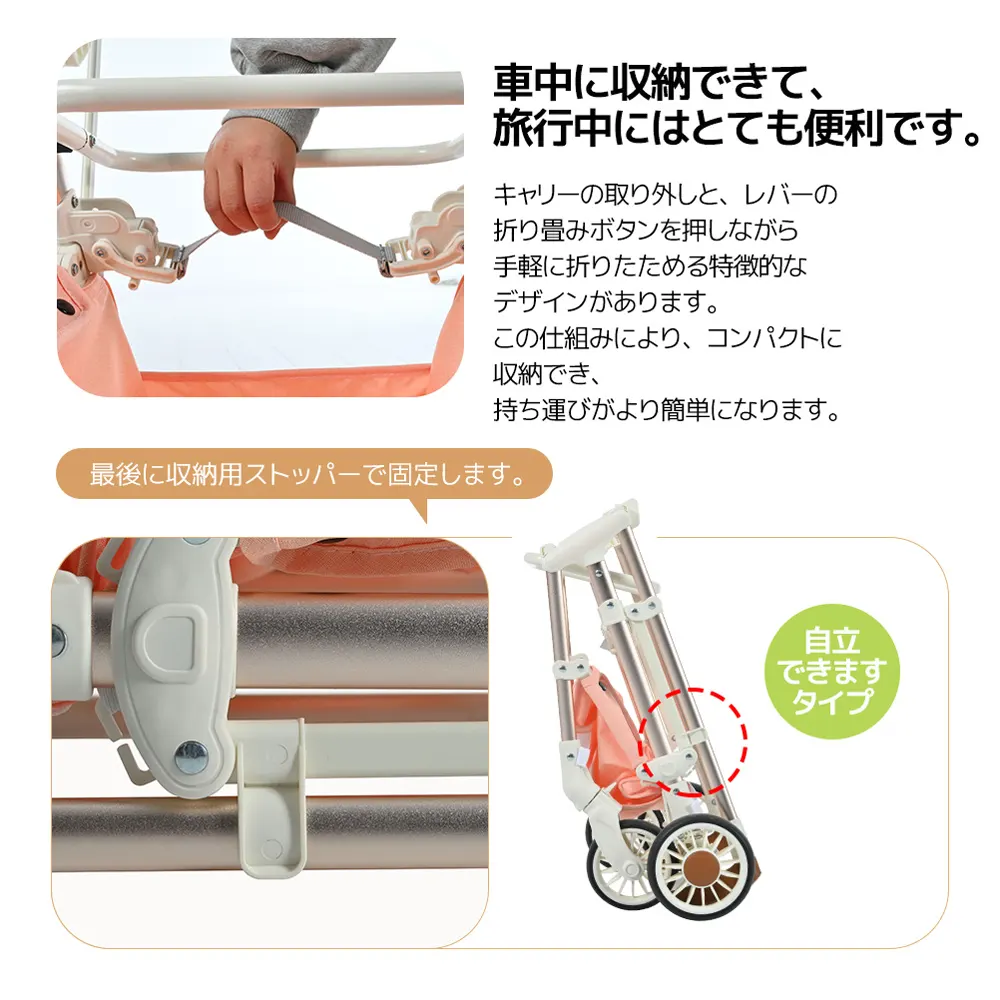 車中に収納できて、
旅行中にはとても便利です。
キャリーの取り外しと、レバーの
折り畳みボタンを押しながら
手軽に折りたためる特徴的な
デザインがあります。
この仕組みにより、コンパクトに
収納でき、
持ち運びがより簡単になります。
最後に収納用ストッパーで固定します。
自立
できます
タイプ